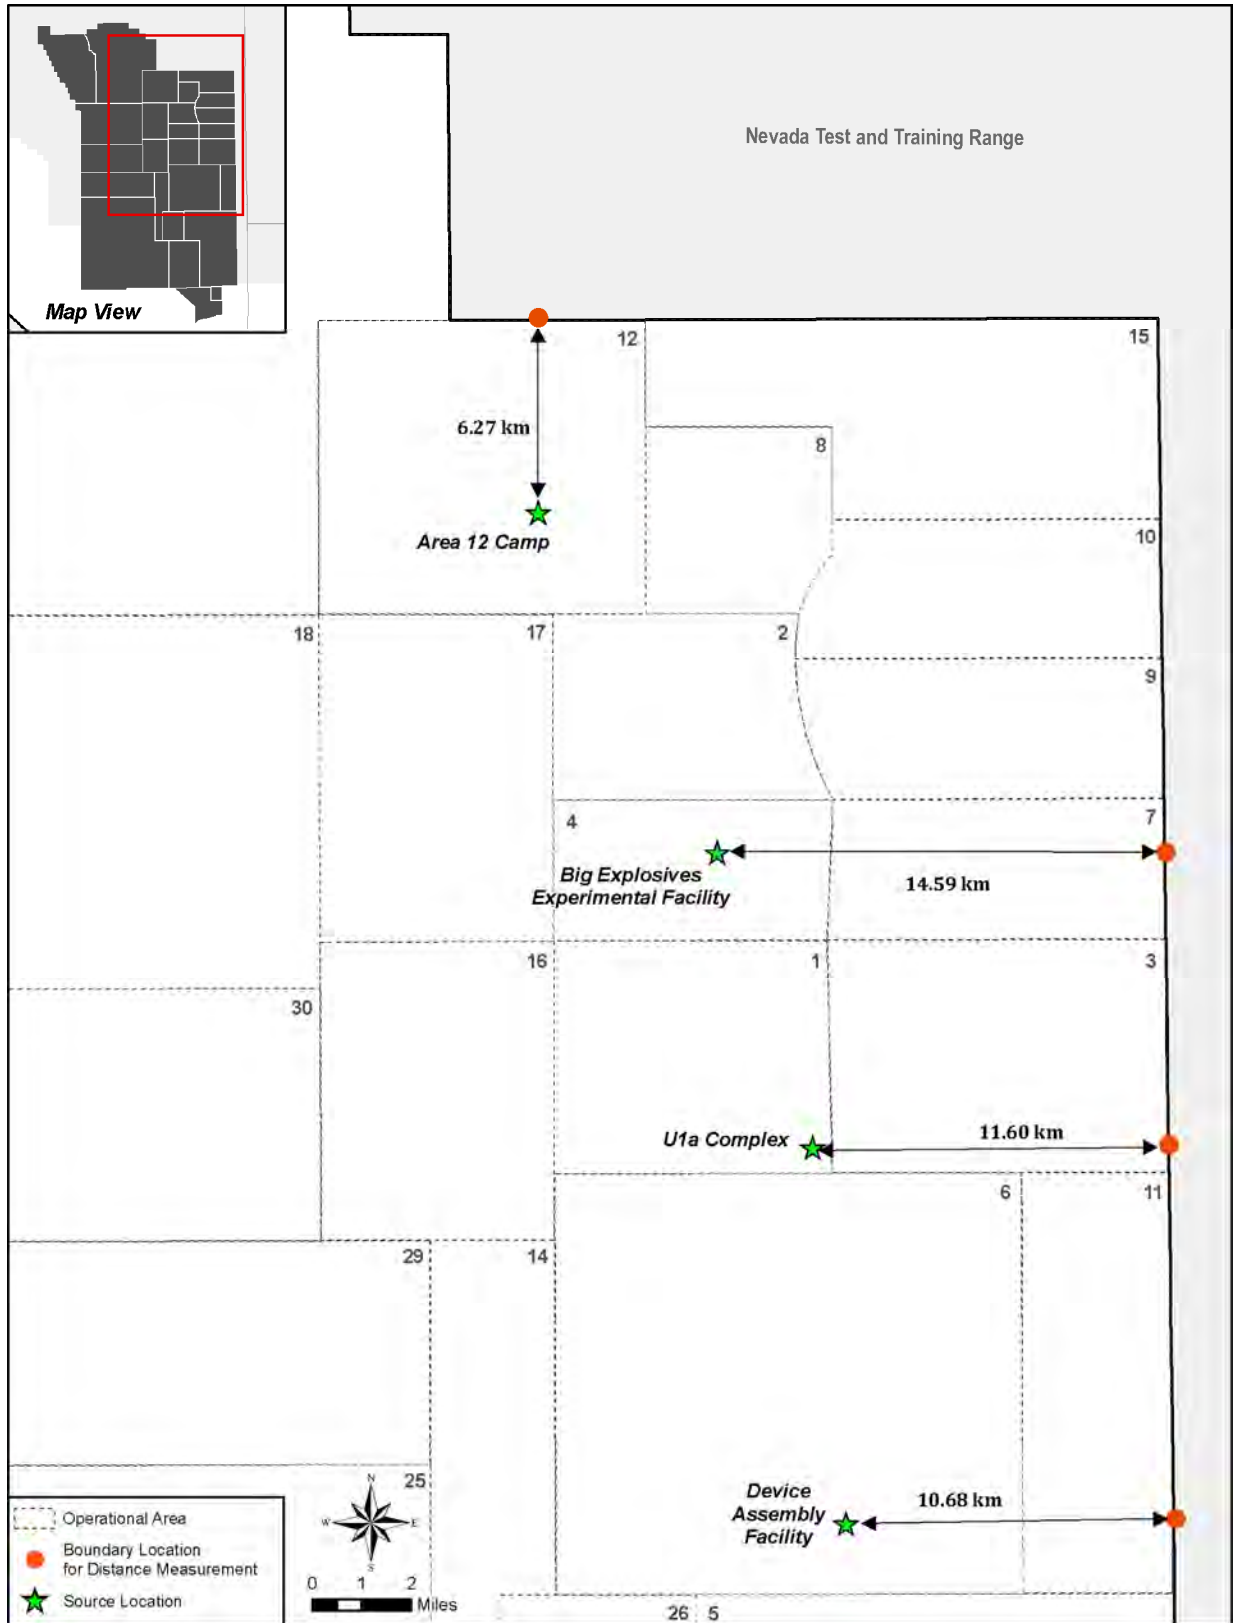 Map View
Nevada Test and Training Range
12
15
6.27 km
8
Area 12 Camp
10
18
17
2
9
4
7
Big Explosives
Experimental Facility
14.59 km
16
1
3
30
U1a Complex
11.60 km
6
11
29
14
25
Device
Assembly
Facility
10.68 km
Operational Area
Boundary Location
for Distance Measurement
Source Location
N
W
E
S
0 1 2
Miles
26
5